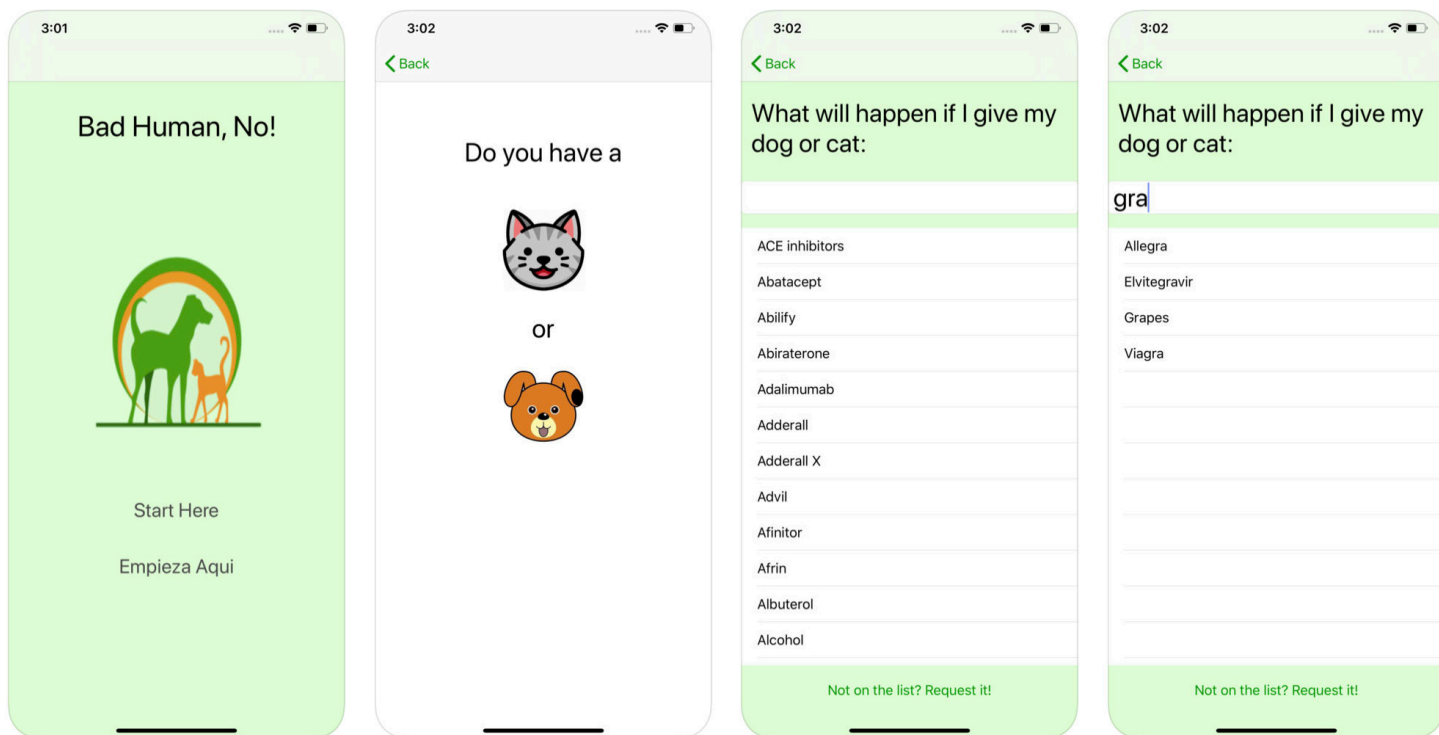 3:01
Bad Human, No!
Start Here
Empieza Aqui
3:02
Back
Do you have a
or
3:02
Back
What will happen if I give my
dog or cat:
ACE inhibitors
Abatacept
Abilify
Abiraterone
Adalimumab
Adderall
Adderall X
Advil
Afinitor
Afrin
Albuterol
Alcohol
Not on the list? Request it!
3:02
Back
What will happen if I give my
dog or cat:
gra
Allegra
Elvitegravir
Grapes
Viagra
Not on the list? Request it!